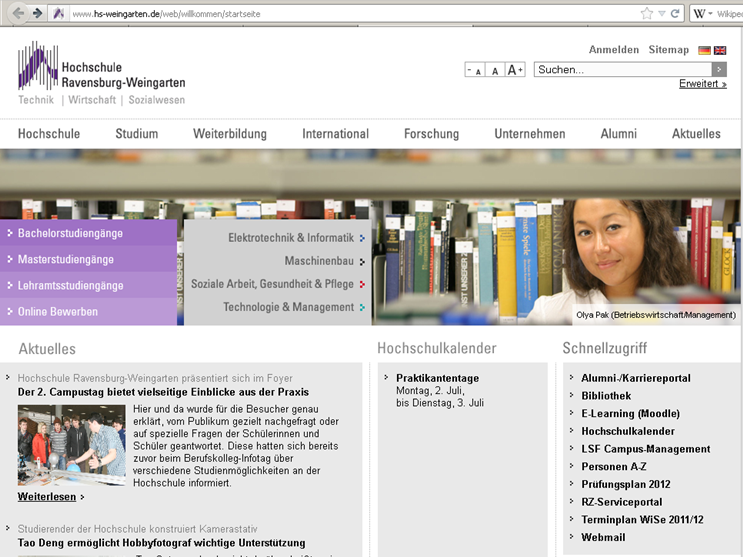 www.hs-weingarten.de/web/willkommen/startseite
W Wikipe
Anmelden Sitemap
Hochschule
Ravensburg-Weingarten
Technik | Wirtschaft | Sozialwesen
- A A A +
Suchen...
Erweitert »
Hochschule Studium Weiterbildung International Forschung Unternehmen Alumni Aktuelles
Bachelorstudiengänge
Masterstudiengänge
Lehramtsstudiengänge
Online Bewerben
Elektrotechnik & Informatik
Maschinenbau
Soziale Arbeit, Gesundheit & Pflege
Technologie & Management
Olya Pak (Betriebswirtschaft/Management)
Aktuelles
Hochschule Ravensburg-Weingarten präsentiert sich im Foyer
Der 2. Campustag bietet vielseitige Einblicke aus der Praxis
Hier und da wurde für die Besucher genau
erklärt, vom Publikum gezielt nachgefragt oder
auf spezielle Fragen der Schülerinnen und
Schüler geantwortet. Diese hatten sich bereits
zuvor beim Berufskolleg-Infotag über
verschiedene Studienmöglichkeiten an der
Hochschule informiert.
Weiterlesen
Studierender der Hochschule konstruiert Kamerastativ
Tao Deng ermöglicht Hobbyfotograf wichtige Unterstützung
Hochschulkalender
Praktikantentage
Montag, 2. Juli,
bis Dienstag, 3. Juli
Schnellzugriff
Alumni-/Karriereportal
Bibliothek
E-Learning (Moodle)
Hochschulkalender
LSF Campus-Management
Personen A-Z
Prüfungsplan 2012
RZ-Serviceportal
Terminplan WiSe 2011/12
Webmail